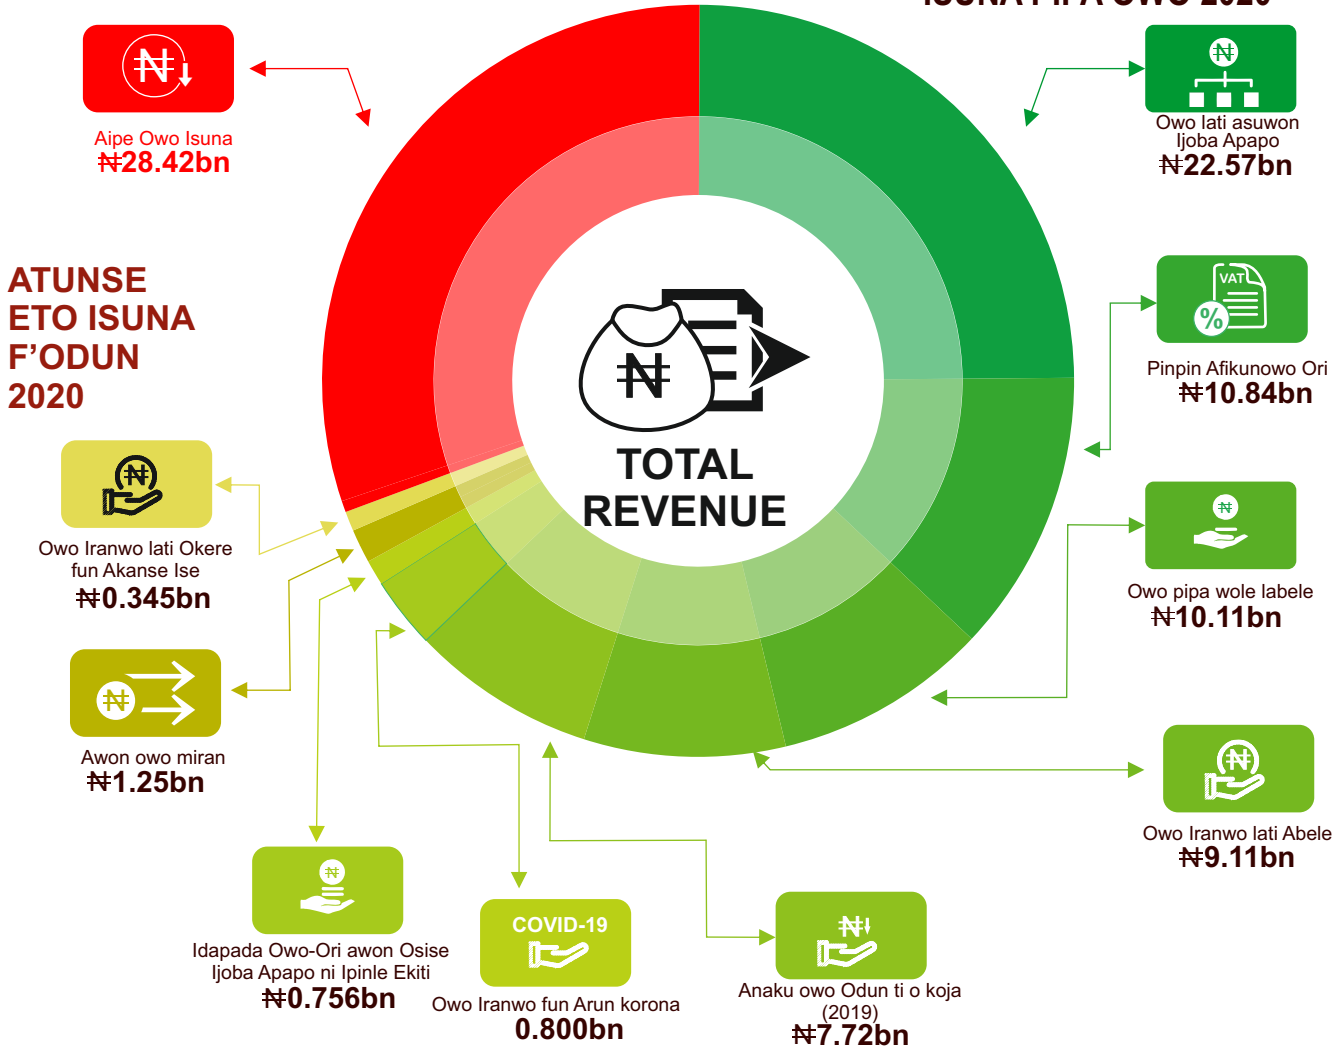 ISUNA PIPA OWO 2020
Aipe Owo Isuna
₦28.42bn
Owo lati asuwon
Ijoba Apapo
₦22.57bn
ATUNSE
ETO ISUNA
F’ODUN
2020
VAT
%
Pinpin Afikunowo Ori
₦10.84bn
TOTAL
REVENUE
Owo pipa wole labele
₦10.11bn
Owo Iranwo lati Okere
fun Akanse Ise
₦0.345bn
Awon owo miran
₦1.25bn
Owo Iranwo lati Abele
₦9.11bn
Idapada Owo-Ori awon Osise
Ijoba Apapo ni Ipinle Ekiti
₦0.756bn
COVID-19
Owo Iranwo fun Arun korona
0.800bn
Anaku owo Odun ti o koja
(2019)
₦7.72bn